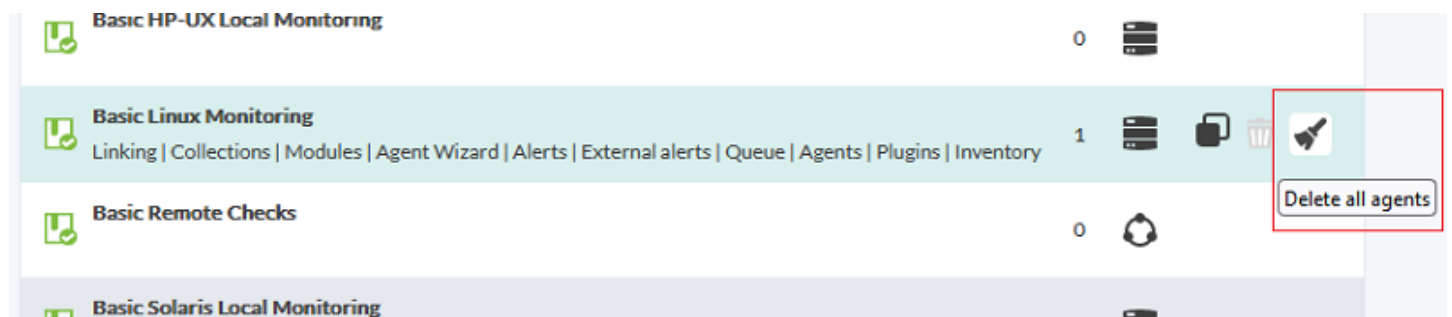 Basic HP-UX Local Monitoring
0
Basic Linux Monitoring
Linking | Collections | Modules | Agent Wizard | Alerts | External alerts | Queue | Agents | Plugins | Inventory
1
Delete all agents
Basic Remote Checks
0
Basic Solaris Local Monitoring